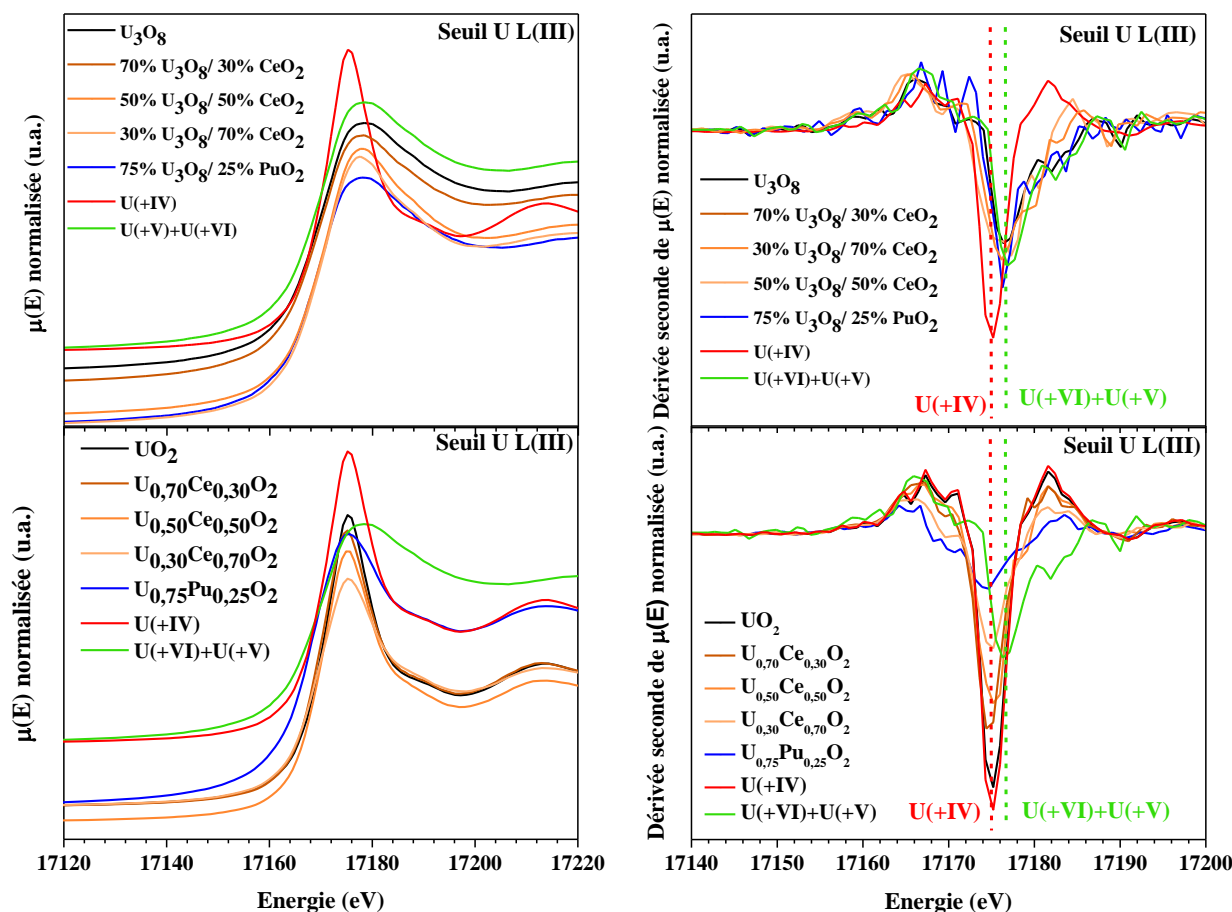 Seuil U L(III)
U₃O₈
70% U₃O₈/ 30% CeO₂
50% U₃O₈/ 50% CeO₂
30% U₃O₈/ 70% CeO₂
75% U₃O₈/ 25% PuO₂
U(+IV)
U(+V)+U(+VI)
μ(E) normalisée (u.a.)
Seuil U L(III)
U₃O₈
70% U₃O₈/ 30% CeO₂
30% U₃O₈/ 70% CeO₂
50% U₃O₈/ 50% CeO₂
75% U₃O₈/ 25% PuO₂
U(+IV)
U(+VI)+U(+V)
U(+IV)
U(+VI)+U(+V)
Dérivée seconde de μ(E) normalisée (u.a.)
Seuil U L(III)
UO₂
U₀,₇₀Ce₀,₃₀O₂
U₀,₅₀Ce₀,₅₀O₂
U₀,₃₀Ce₀,₇₀O₂
U₀,₇₅Pu₀,₂₅O₂
U(+IV)
U(+VI)+U(+V)
μ(E) normalisée (u.a.)
17120 17140 17160 17180 17200 17220
Energie (eV)
Seuil U L(III)
UO₂
U₀,₇₀Ce₀,₃₀O₂
U₀,₅₀Ce₀,₅₀O₂
U₀,₃₀Ce₀,₇₀O₂
U₀,₇₅Pu₀,₂₅O₂
U(+IV)
U(+VI)+U(+V)
U(+IV)
U(+VI)+U(+V)
Dérivée seconde de μ(E) normalisée (u.a.)
17140 17150 17160 17170 17180 17190 17200
Energie (eV)